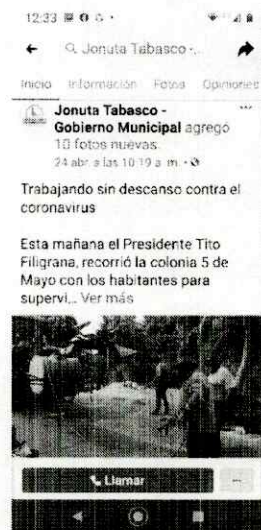 12:33
Jonuta Tabasco -...
Inicio Información Fotos Opiniones
Jonuta Tabasco -
Gobierno Municipal agregó
10 fotos nuevas.
24 abr a las 10:19 a. m. ·
Trabajando sin descanso contra el
coronavirus
Esta mañana el Presidente Tito
Filigrana, recorrió la colonia 5 de
Mayo con los habitantes para
supervi... Ver más
Llamar